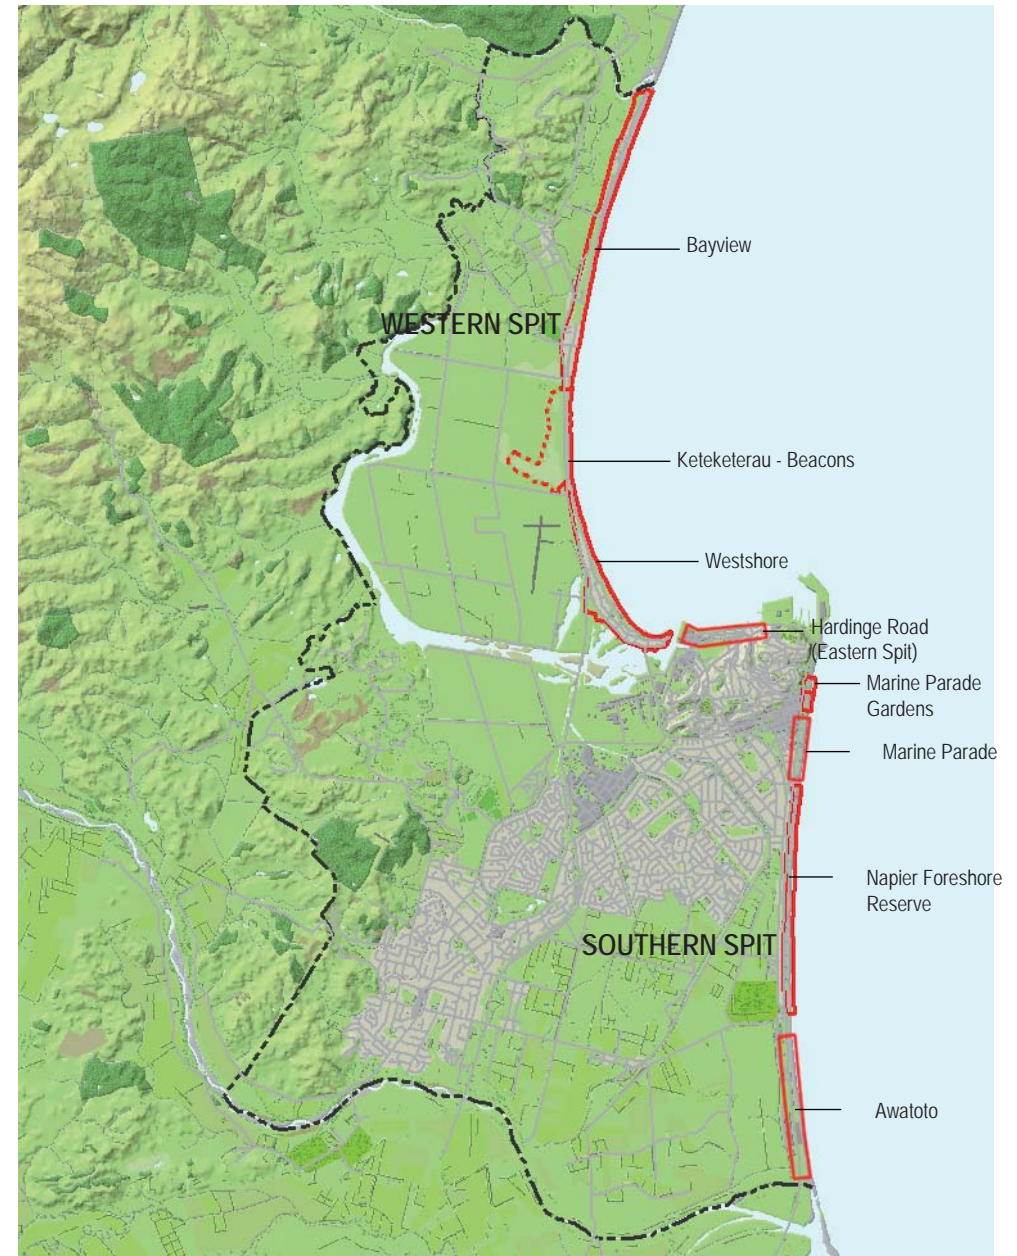 Bayview
WESTERN SPIT
Keteketerau - Beacons
Westshore
Hardinge Road
(Eastern Spit)
Marine Parade
Gardens
Marine Parade
Napier Foreshore
Reserve
SOUTHERN SPIT
Awatoto